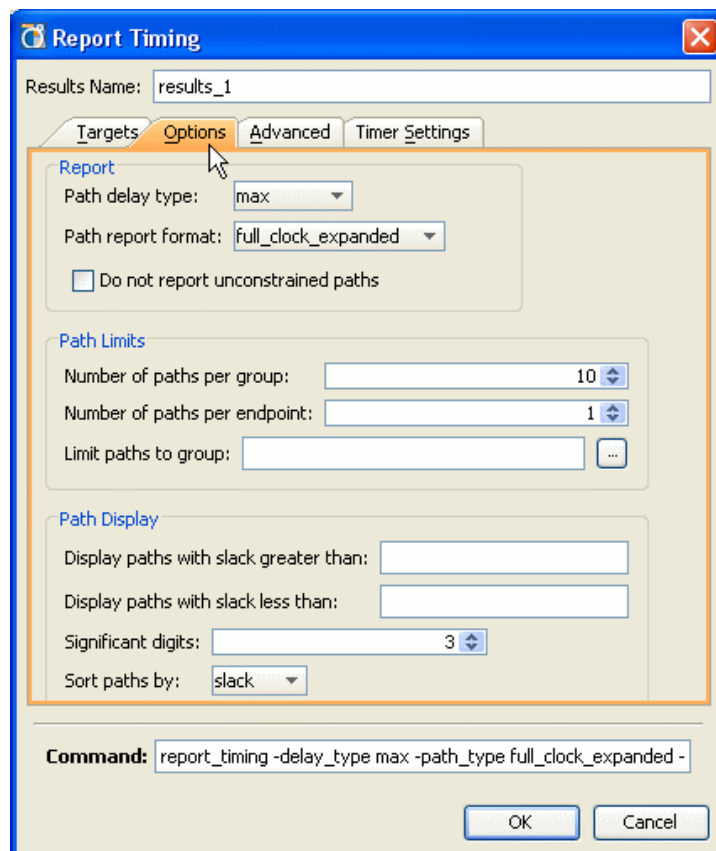 Report Timing
Results Name: results_1
Targets Options Advanced Timer Settings
Report
Path delay type: max
Path report format: full_clock_expanded
Do not report unconstrained paths
Path Limits
Number of paths per group: 10
Number of paths per endpoint: 1
Limit paths to group: ...
Path Display
Display paths with slack greater than:
Display paths with slack less than:
Significant digits: 3
Sort paths by: slack
Command: report_timing -delay_type max -path_type full_clock_expanded -
OK Cancel